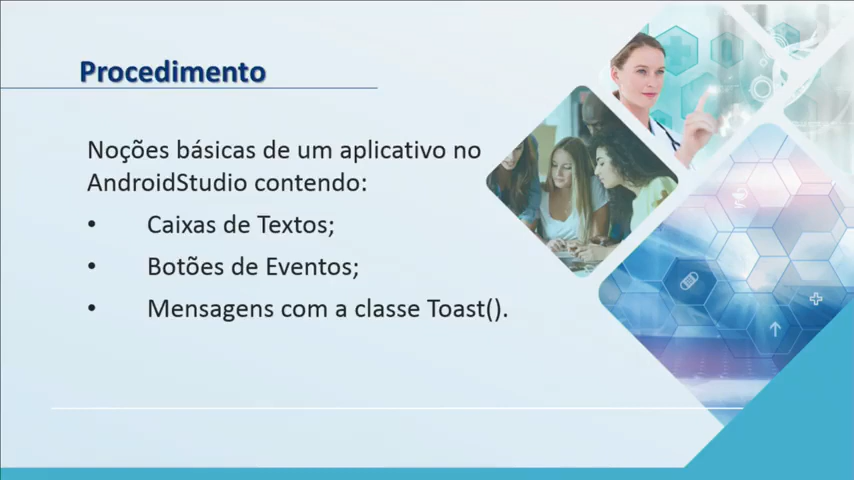 Procedimento
Noções básicas de um aplicativo no
AndroidStudio contendo:
• Caixas de Textos;
• Botões de Eventos;
• Mensagens com a classe Toast().